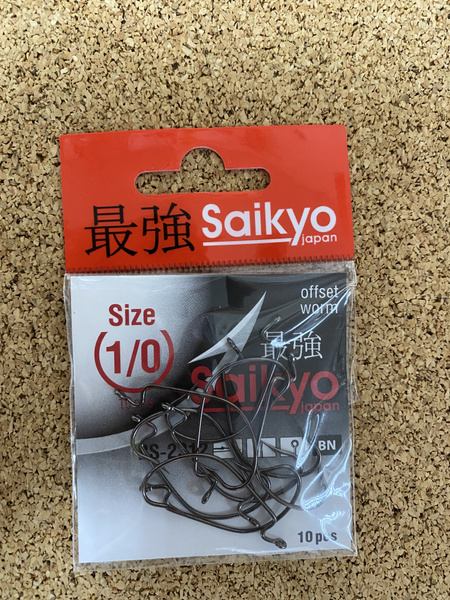 最強 Saikyo
japan
Size
(1/0)
offset
worm
最強
Saikyo
japan
BN
10 pcs